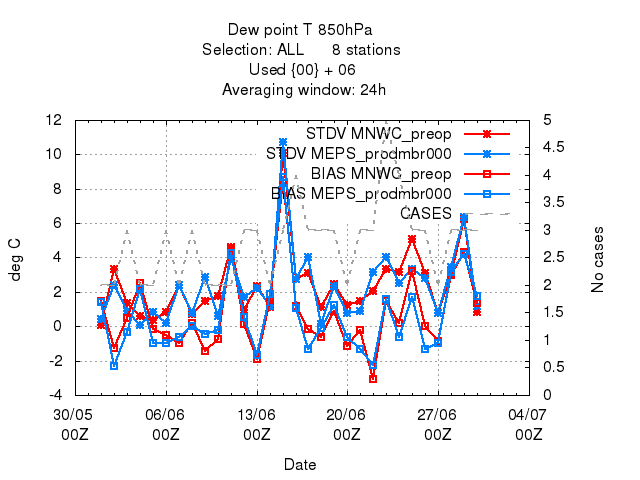 Dew point T 850hPa
Selection: ALL 8 stations
Used {00} + 06
Averaging window: 24h
deg C
12
10
8
6
4
2
0
-2
-4
STDV MNWC_preop
STDV MEPS_prodmbr000
BIAS MNWC_preop
BIAS MEPS_prodmbr000
CASES
5
4.5
4
3.5
3
2.5
2
1.5
1
0.5
0
No cases
30/05 06/06 13/06 20/06 27/06 04/07
00Z 00Z 00Z 00Z 00Z 00Z
Date